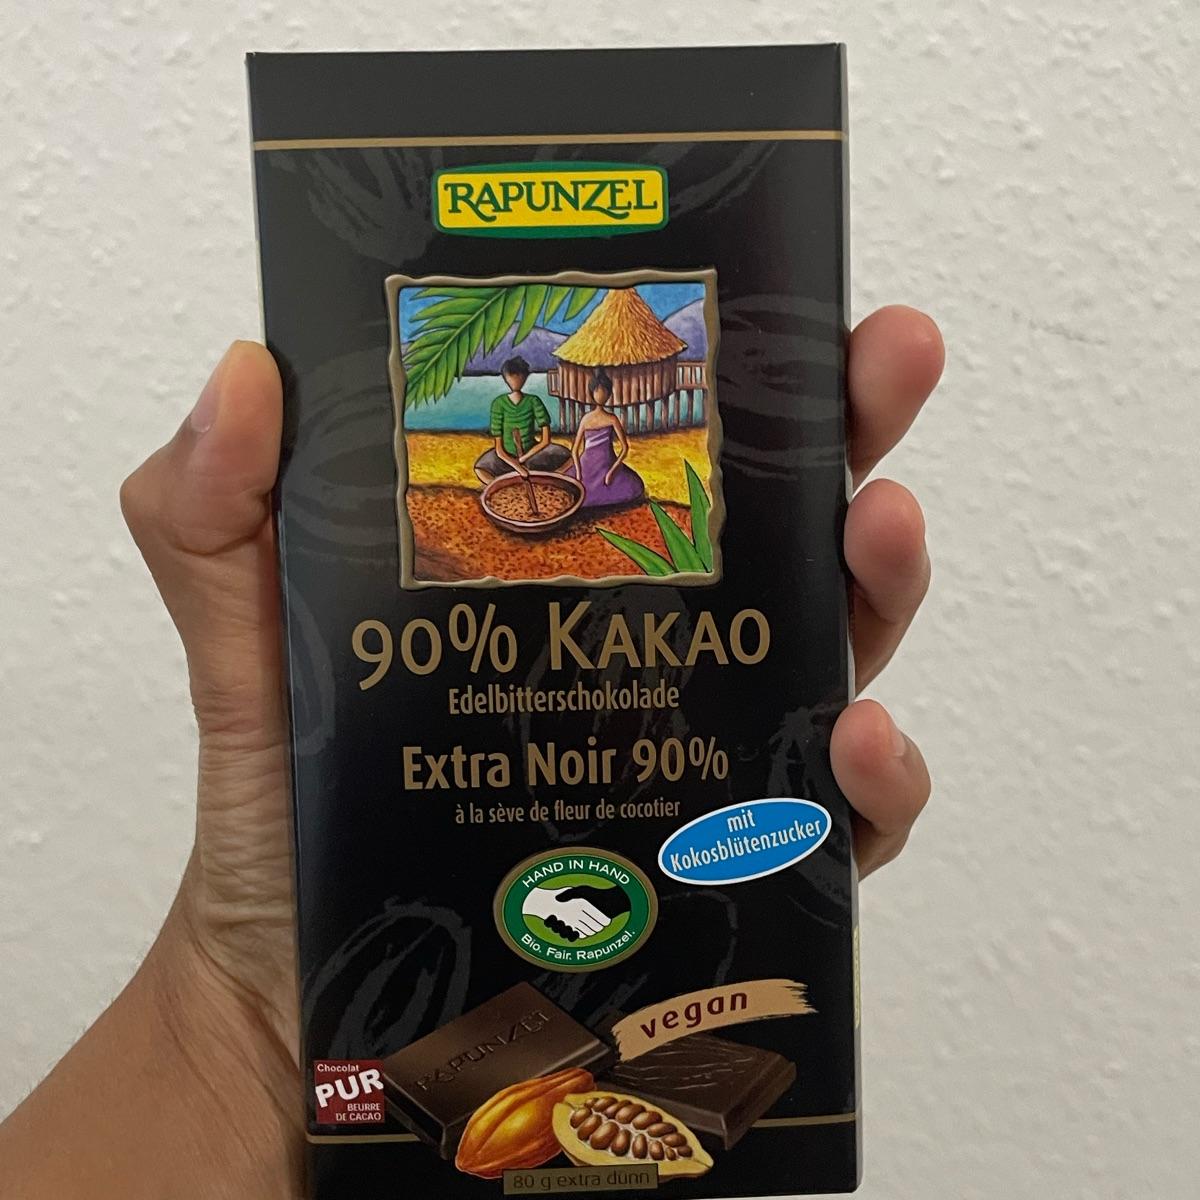 RAPUNZEL
90% KAKAO
Edelbitterschokolade
Extra Noir 90%
à la sève de fleur de cocotier
mit
Kokosblütenzucker
HAND IN HAND
Bio. Fair. Rapunzel.
vegan
RAPUNZEL
Chocolat
PUR
BEURRE
DE CACAO
80 g extra dünn